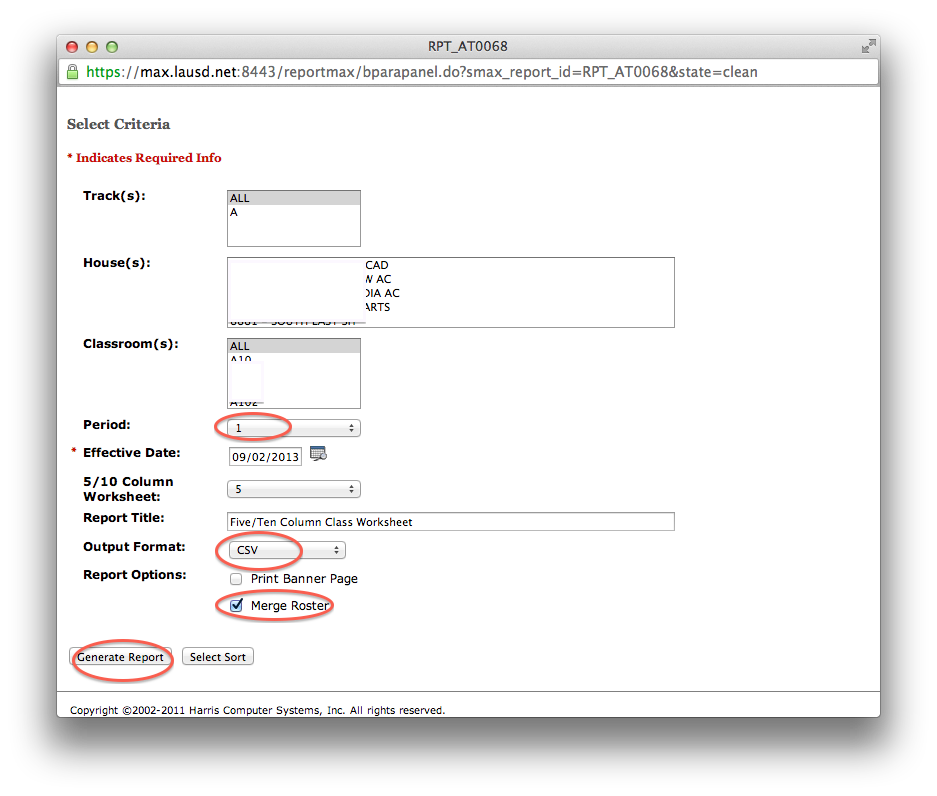 RPT_AT0068
https://max.lausd.net:8443/reportmax/bparapanel.do?smax_report_id=RPT_AT0068&state=clean
Select Criteria
* Indicates Required Info
Track(s):
ALL
A
House(s):
CAD
W AC
DIA AC
ARTS
Classroom(s):
ALL
A10
A102
Period:
1
* Effective Date:
09/02/2013
5/10 Column
Worksheet:
5
Report Title:
Five/Ten Column Class Worksheet
Output Format:
CSV
Report Options:
Print Banner Page
Merge Roster
Generate Report Select Sort
Copyright ©2002-2011 Harris Computer Systems, Inc. All rights reserved.